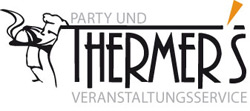 PARTY UND
THERMER'S
VERANSTALTUNGSSERVICE